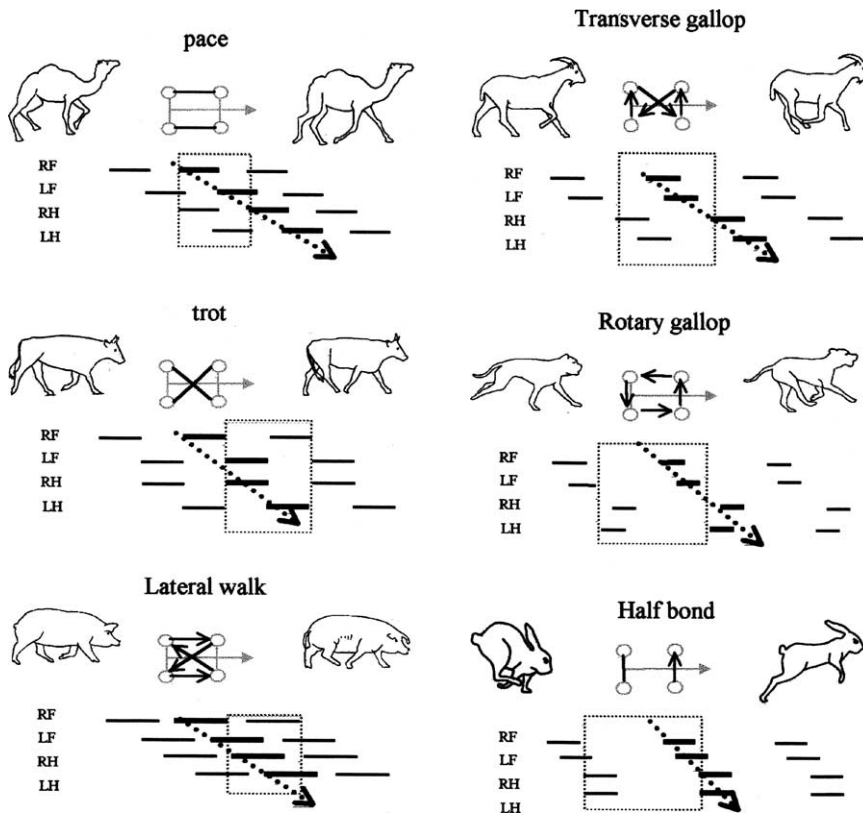 pace
RF
LF
RH
LH
Transverse gallop
RF
LF
RH
LH
trot
RF
LF
RH
LH
Rotary gallop
RF
LF
RH
LH
Lateral walk
RF
LF
RH
LH
Half bond
RF
LF
RH
LH